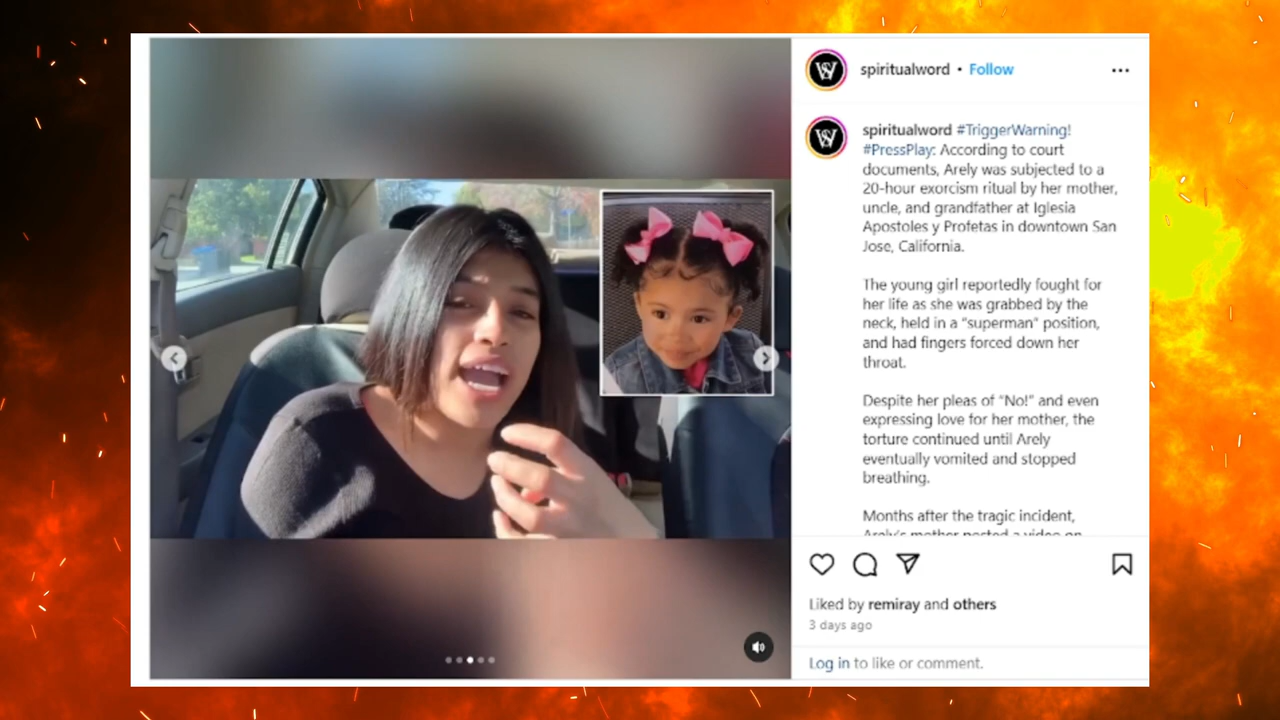 spiritualword • Follow
spiritualword #TriggerWarning!
#PressPlay: According to court
documents, Arely was subjected to a
20-hour exorcism ritual by her mother,
uncle, and grandfather at Iglesia
Apostoles y Profetas in downtown San
Jose, California.
The young girl reportedly fought for
her life as she was grabbed by the
neck, held in a “superman” position,
and had fingers forced down her
throat.
Despite her pleas of “No!” and even
expressing love for her mother, the
torture continued until Arely
eventually vomited and stopped
breathing.
Months after the tragic incident,
Arely's mother posted a video on
Liked by remiray and others
3 days ago
Log in to like or comment.